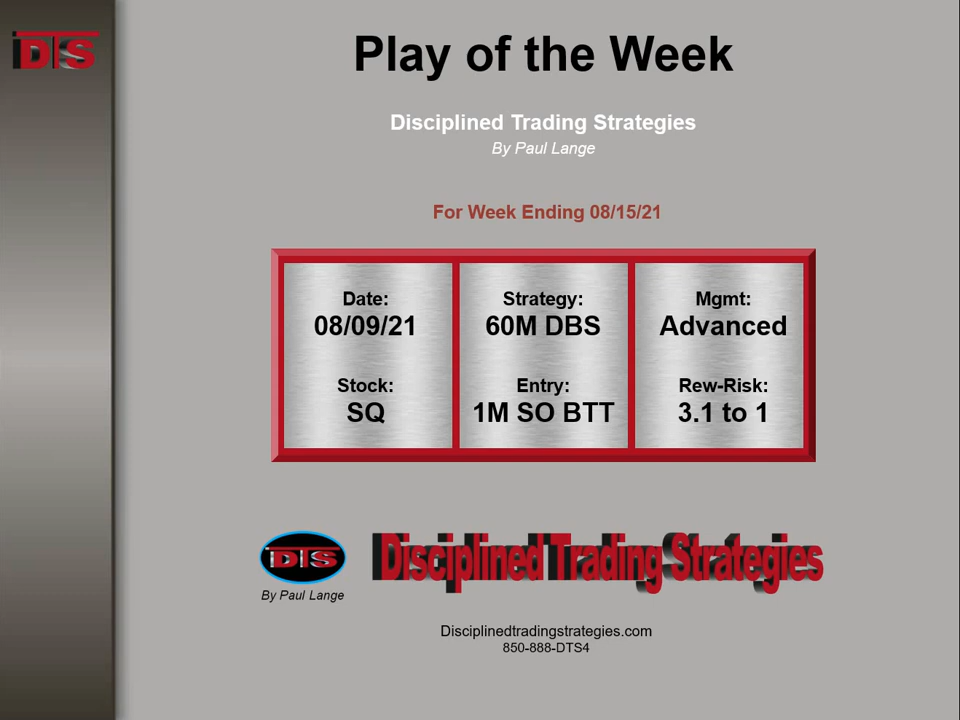 DTS
Play of the Week
Disciplined Trading Strategies
By Paul Lange
For Week Ending 08/15/21
Date:
08/09/21
Stock:
SQ
Strategy:
60M DBS
Entry:
1M SO BTT
Mgmt:
Advanced
Rew-Risk:
3.1 to 1
DTS
By Paul Lange
Disciplined Trading Strategies
Disciplinedtradingstrategies.com
850-888-DTS4